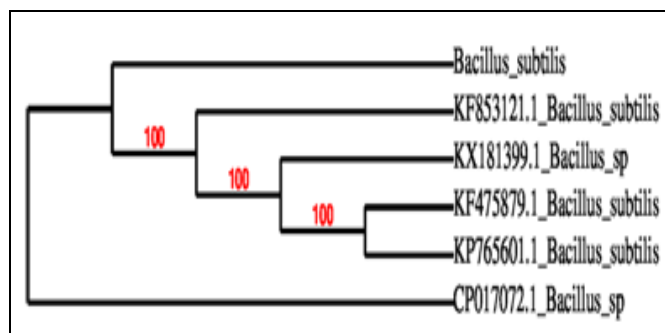 Bacillus_subtilis
KF853121.1_Bacillus_subtilis
100
KX181399.1_Bacillus_sp
100
KF475879.1_Bacillus_subtilis
100
KP765601.1_Bacillus_subtilis
CP017072.1_Bacillus_sp